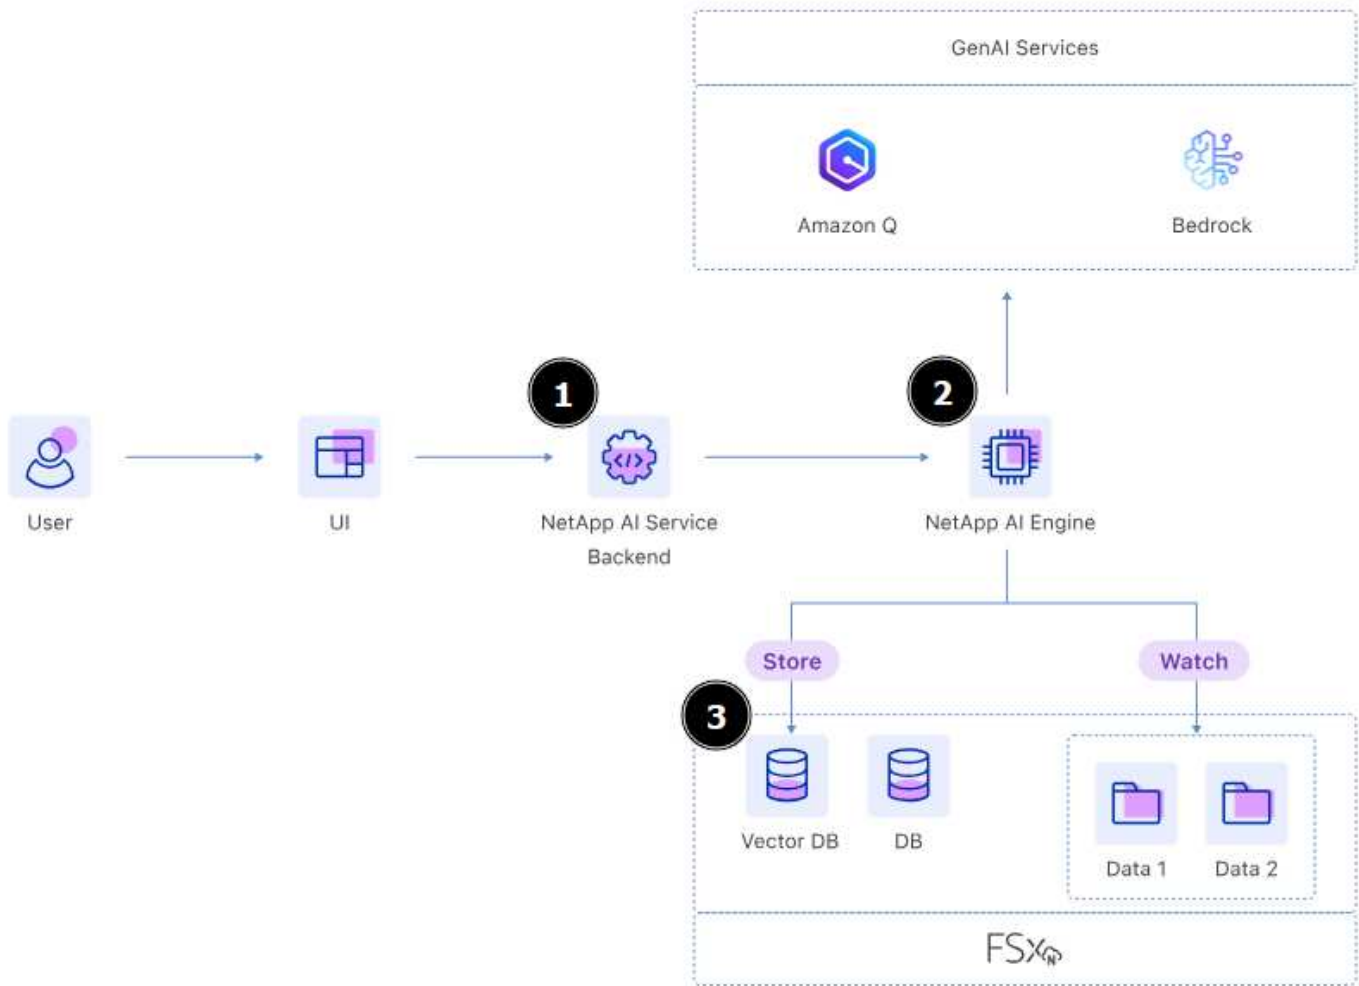 GenAI Services
Amazon Q
Bedrock
1
2
User
UI
NetApp AI Service
Backend
NetApp AI Engine
Store
Watch
3
Vector DB
DB
Data 1
Data 2
FSxN